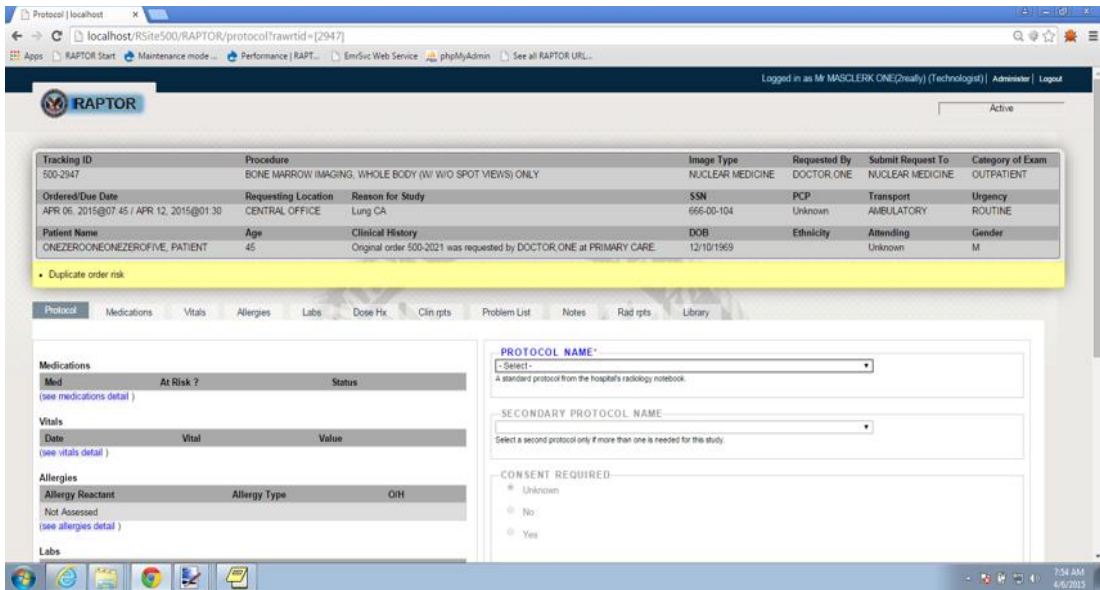 Protocol | localhost
localhost/RSite500/RAPTOR/protocol?rawrtid=[2947]
Apps RAPTOR Start Maintenance mode ... Performance | RAPT... EmrSvc Web Service phpMyAdmin See all RAPTOR URL...
Logged in as Mr MASCLERK ONE(2really) (Technologist) | Administer | Logout
RAPTOR
Active
Tracking ID Procedure Image Type Requested By Submit Request To Category of Exam
500-2947 BONE MARROW IMAGING, WHOLE BODY (W/ W/O SPOT VIEWS) ONLY NUCLEAR MEDICINE DOCTOR,ONE NUCLEAR MEDICINE OUTPATIENT
Ordered/Due Date Requesting Location Reason for Study SSN PCP Transport Urgency
APR 06, 2015@07:45 / APR 12, 2015@01:30 CENTRAL OFFICE Lung CA 666-00-104 Unknown AMBULATORY ROUTINE
Patient Name Age Clinical History DOB Ethnicity Attending Gender
ONEZEROONEONEZEROFIVE, PATIENT 45 Original order 500-2021 was requested by DOCTOR,ONE at PRIMARY CARE. 12/10/1969 Unknown M
• Duplicate order risk
Protocol Medications Vitals Allergies Labs Dose Hx Clin rpts Problem List Notes Rad rpts Library
Medications
Med At Risk ? Status
(see medications detail )
Vitals
Date Vital Value
(see vitals detail )
Allergies
Allergy Reactant Allergy Type O/H
Not Assessed
(see allergies detail )
Labs
PROTOCOL NAME*
- Select -
A standard protocol from the hospital's radiology notebook.
SECONDARY PROTOCOL NAME
Select a second protocol only if more than one is needed for this study.
CONSENT REQUIRED
Unknown
No
Yes
7:54 AM
4/6/2015